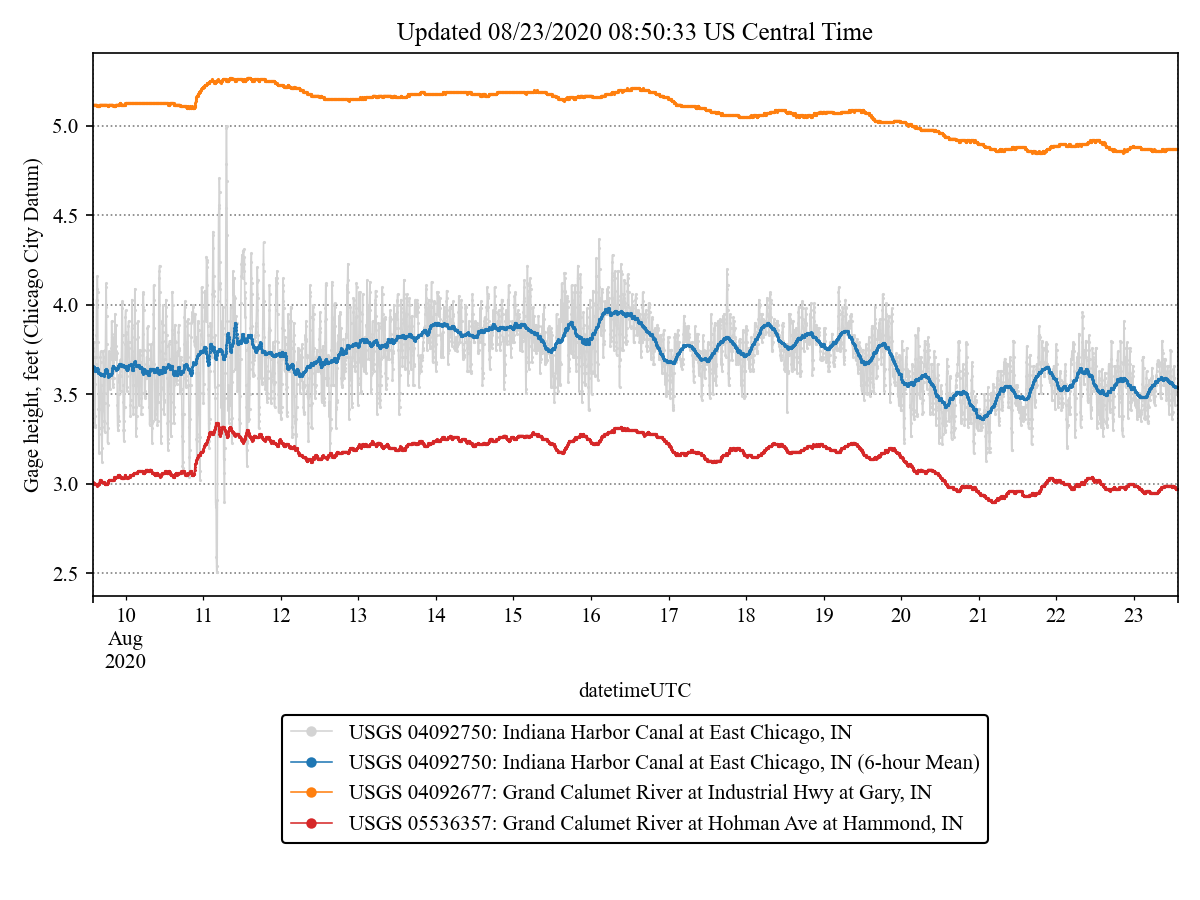 Updated 08/23/2020 08:50:33 US Central Time
Gage height, feet (Chicago City Datum)
5.0
4.5
4.0
3.5
3.0
2.5
10 11 12 13 14 15 16 17 18 19 20 21 22 23
Aug
2020
datetimeUTC
USGS 04092750: Indiana Harbor Canal at East Chicago, IN
USGS 04092750: Indiana Harbor Canal at East Chicago, IN (6-hour Mean)
USGS 04092677: Grand Calumet River at Industrial Hwy at Gary, IN
USGS 05536357: Grand Calumet River at Hohman Ave at Hammond, IN